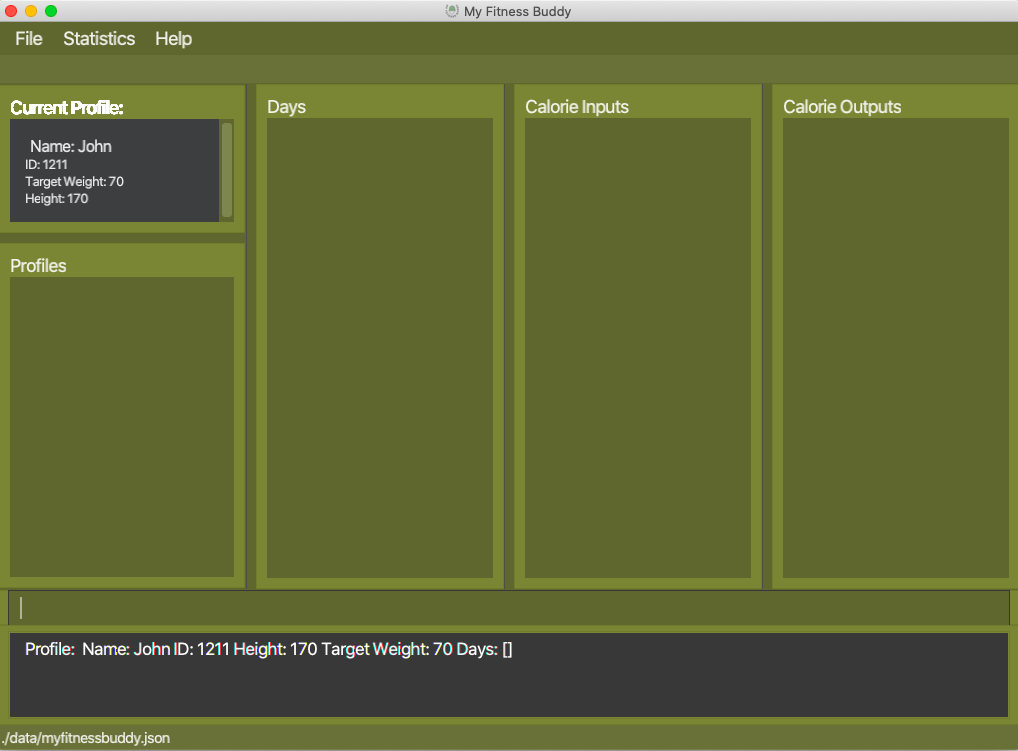 My Fitness Buddy
File Statistics Help
Current Profile:
Name: John
ID: 1211
Target Weight: 70
Height: 170
Profiles
Days
Calorie Inputs
Calorie Outputs
Profile: Name: John ID: 1211 Height: 170 Target Weight: 70 Days: []
./data/myfitnessbuddy.json